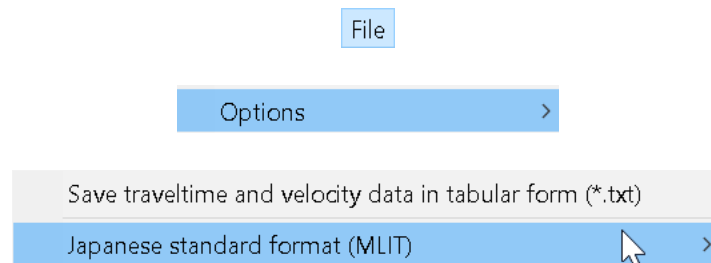 File
Options
Save traveltime and velocity data in tabular form (*.txt)
Japanese standard format (MLIT)